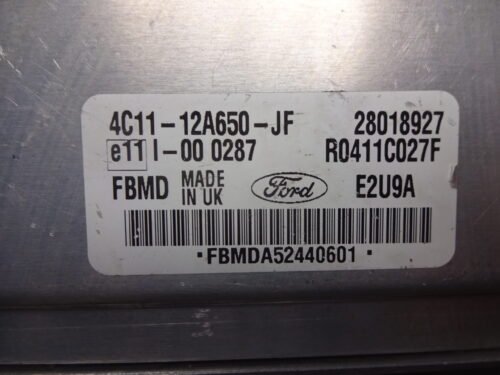 4C11-12A650-JF 28018927
e11 I-00 0287 R0411C027F
FBMD MADE IN UK Ford E2U9A
·FBMDA52440601·